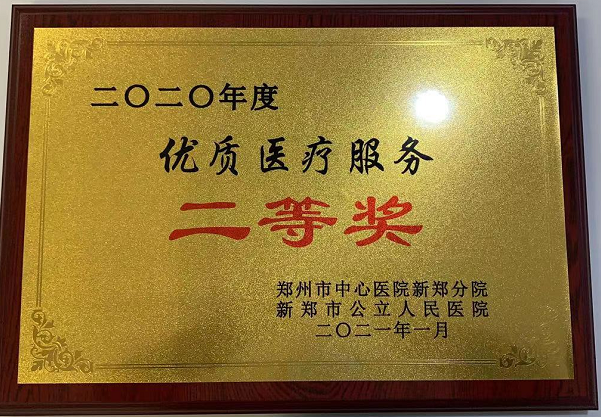 二〇二〇年度
优质医疗服务
二等奖
郑州市中心医院新郑分院
新郑市公立人民医院
二〇二一年一月